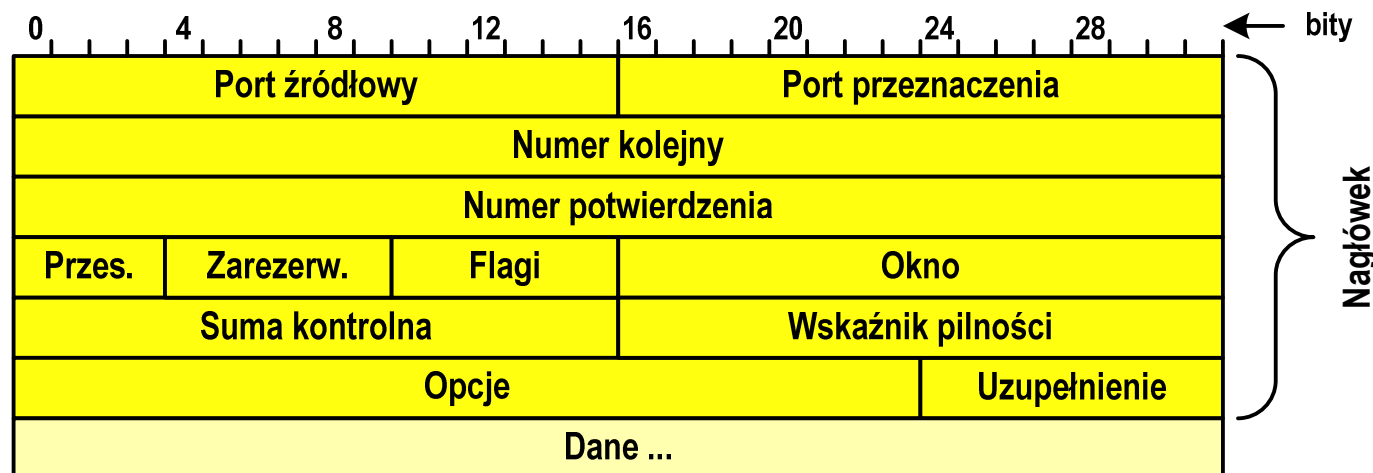 0 4 8 12 16 20 24 28 bity
Port źródłowy Port przeznaczenia
Numer kolejny
Numer potwierdzenia
Przes. Zarezerw. Flagi Okno
Suma kontrolna Wskaźnik pilności
Opcje Uzupełnienie
Dane ...
Nagłówek